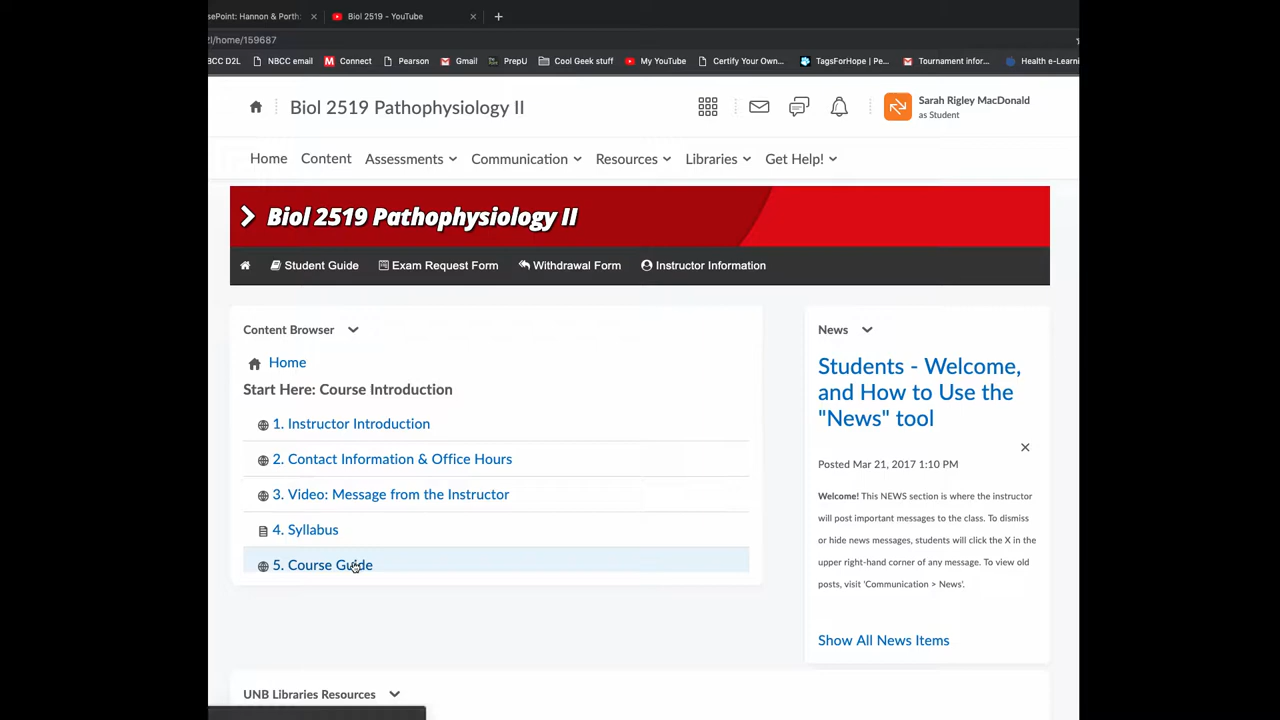 sePoint: Hannon & Porth:
Biol 2519 - YouTube
l/home/159687
CC D2L
NBCC email
Connect
Pearson
Gmail
PrepU
Cool Geek stuff
My YouTube
Certify Your Own...
TagsForHope | Pe...
Tournament infor...
Health e-Learni
Biol 2519 Pathophysiology II
Sarah Rigley MacDonald
as Student
Home
Content
Assessments
Communication
Resources
Libraries
Get Help!
Biol 2519 Pathophysiology II
Student Guide
Exam Request Form
Withdrawal Form
Instructor Information
Content Browser
Home
Start Here: Course Introduction
1. Instructor Introduction
2. Contact Information & Office Hours
3. Video: Message from the Instructor
4. Syllabus
5. Course Guide
News
Students - Welcome,
and How to Use the
"News" tool
Posted Mar 21, 2017 1:10 PM
Welcome! This NEWS section is where the instructor
will post important messages to the class. To dismiss
or hide news messages, students will click the X in the
upper right-hand corner of any message. To view old
posts, visit 'Communication > News'.
Show All News Items
UNB Libraries Resources